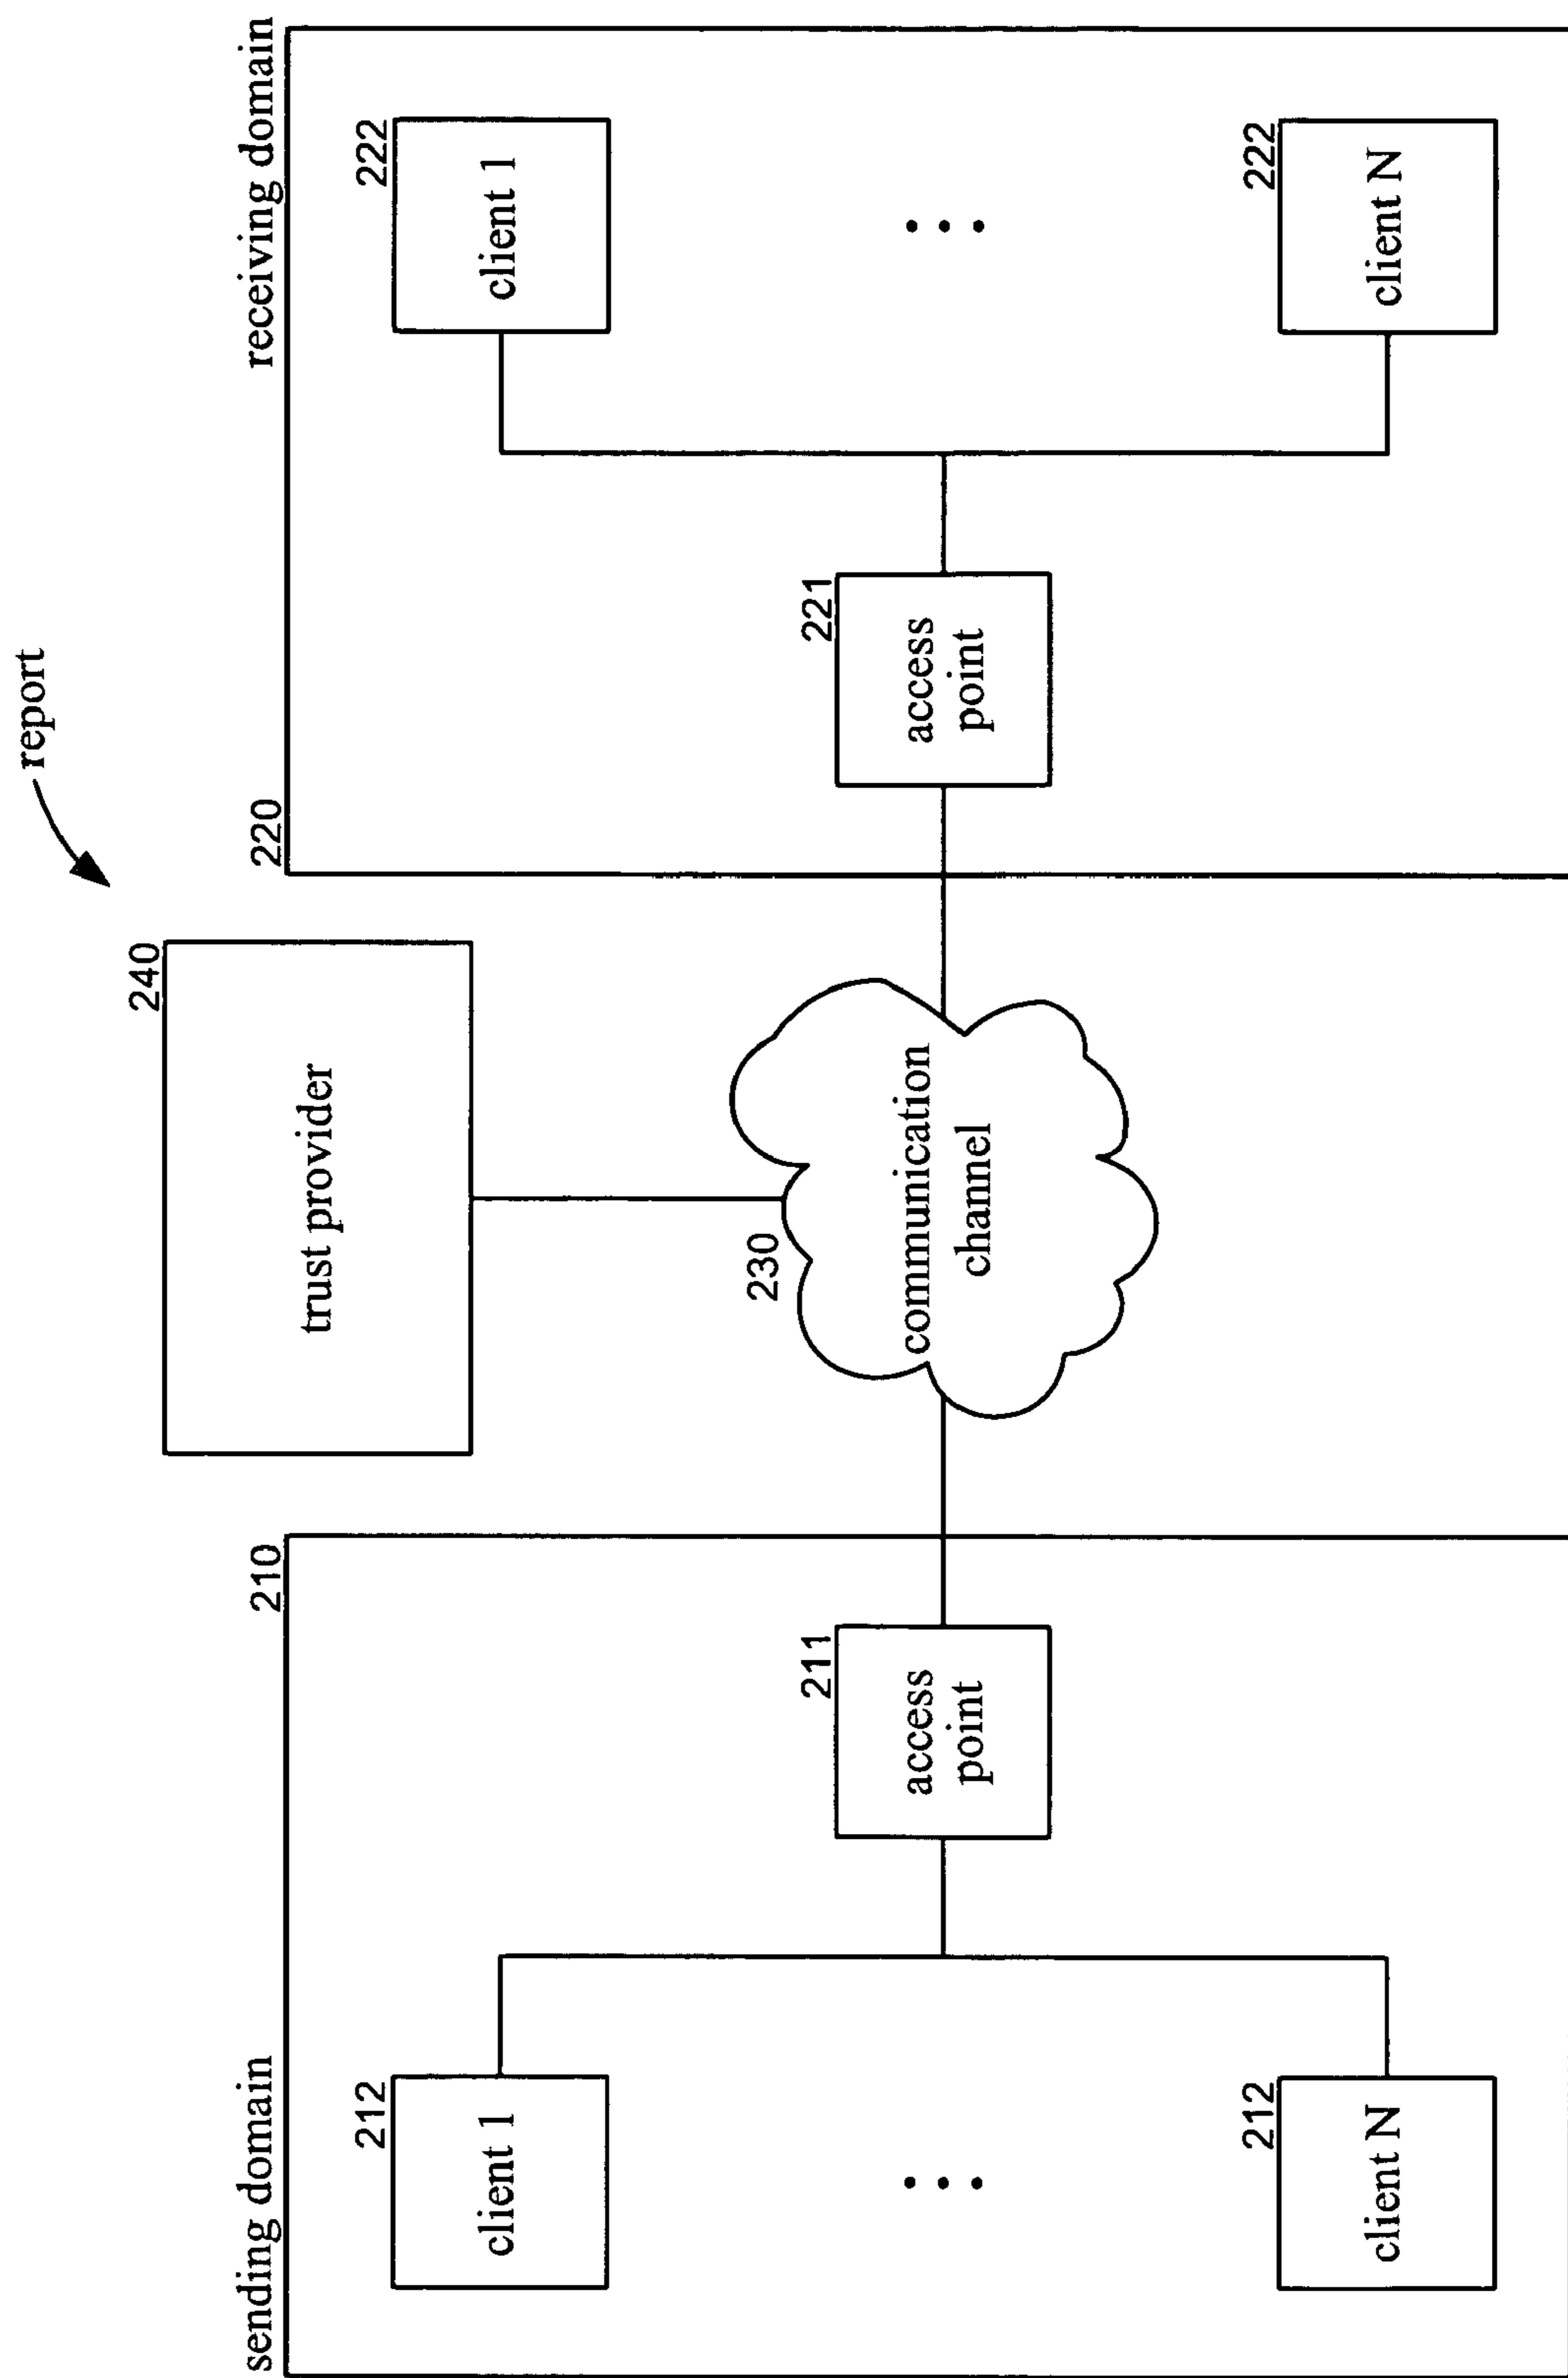 report
sending domain
210
212
client 1
212
client N
211
access
point
240
trust provider
230
communication
channel
receiving domain
220
221
access
point
222
client 1
222
client N